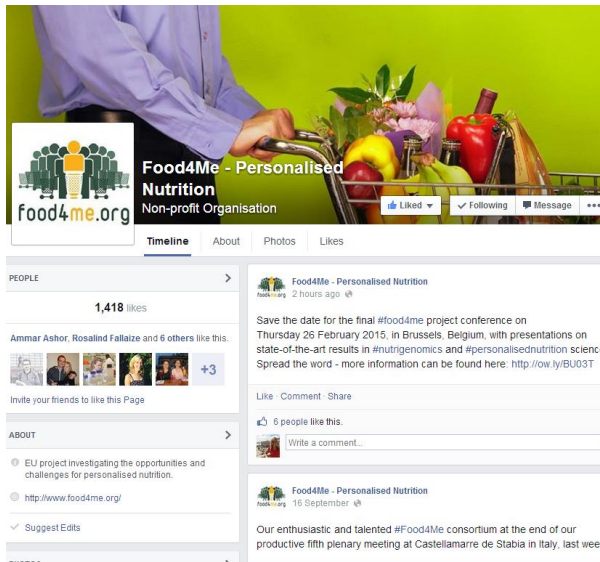 food4me.org
Food4Me - Personalised
Nutrition
Non-profit Organisation
Liked
Following
Message
Timeline
About
Photos
Likes
PEOPLE
1,418 likes
Ammar Ashor, Rosalind Fallaize and 6 others like this.
+3
Invite your friends to like this Page
ABOUT
EU project investigating the opportunities and
challenges for personalised nutrition.
http://www.food4me.org/
Suggest Edits
Food4Me - Personalised Nutrition
2 hours ago
Save the date for the final #food4me project conference on
Thursday 26 February 2015, in Brussels, Belgium, with presentations on
state-of-the-art results in #nutrigenomics and #personalisednutrition scienc
Spread the word - more information can be found here: http://ow.ly/BU03T
Like · Comment · Share
6 people like this.
Write a comment...
Food4Me - Personalised Nutrition
16 September
Our enthusiastic and talented #Food4Me consortium at the end of our
productive fifth plenary meeting at Castellamarre de Stabia in Italy, last wee